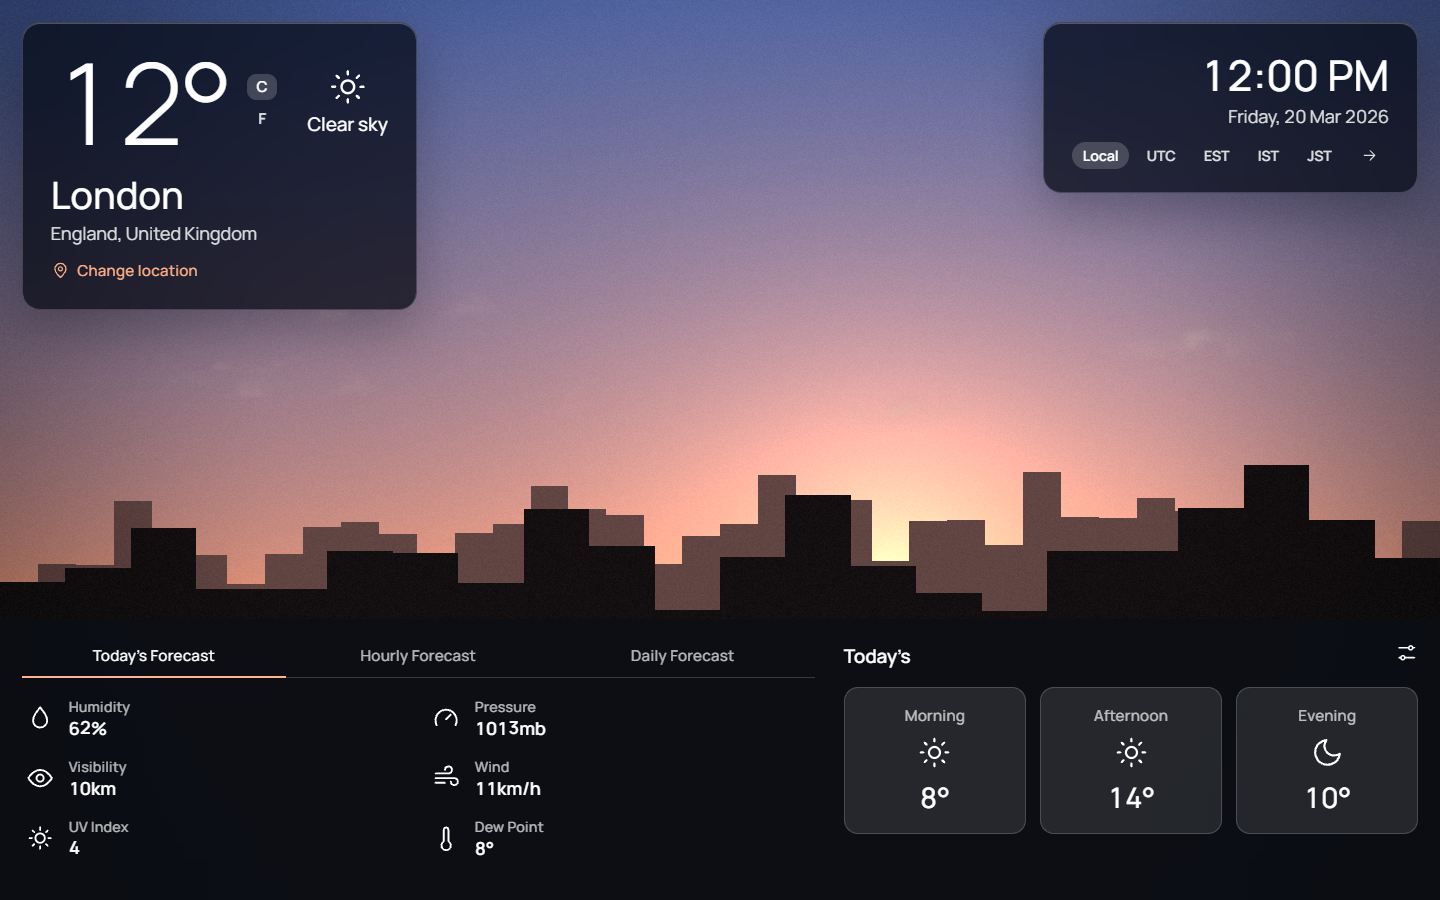 12°
C
F
Clear sky
London
England, United Kingdom
Change location
12:00 PM
Friday, 20 Mar 2026
Local UTC EST IST JST
Today's Forecast
Hourly Forecast
Daily Forecast
Humidity
62%
Pressure
1013mb
Visibility
10km
Wind
11km/h
UV Index
4
Dew Point
8°
Today's
Morning
8°
Afternoon
14°
Evening
10°